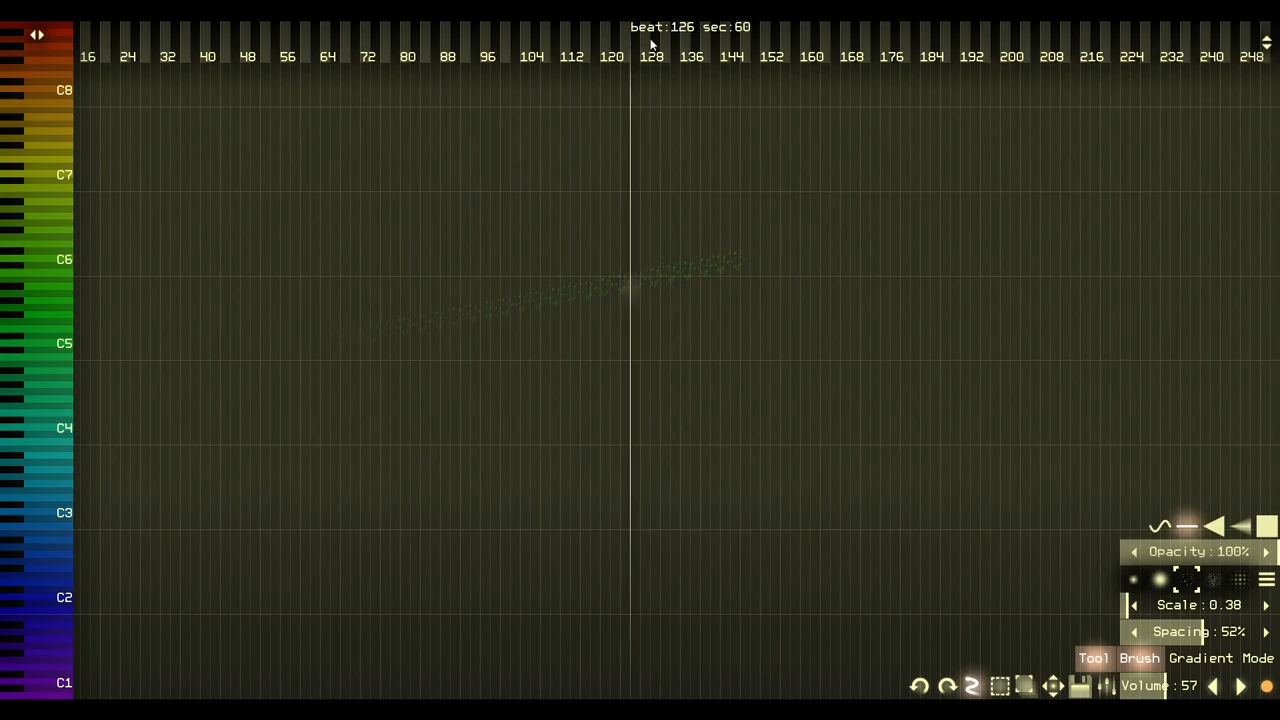 beat:126 sec:60
16 24 32 40 48 56 64 72 80 88 96 104 112 120 128 136 144 152 160 168 176 184 192 200 208 216 224 232 240 248
C8
C7
C6
C5
C4
C3
C2
C1
Opacity:100%
Scale:0.38
Spacing:52%
Tool Brush Gradient Mode
Volume:57